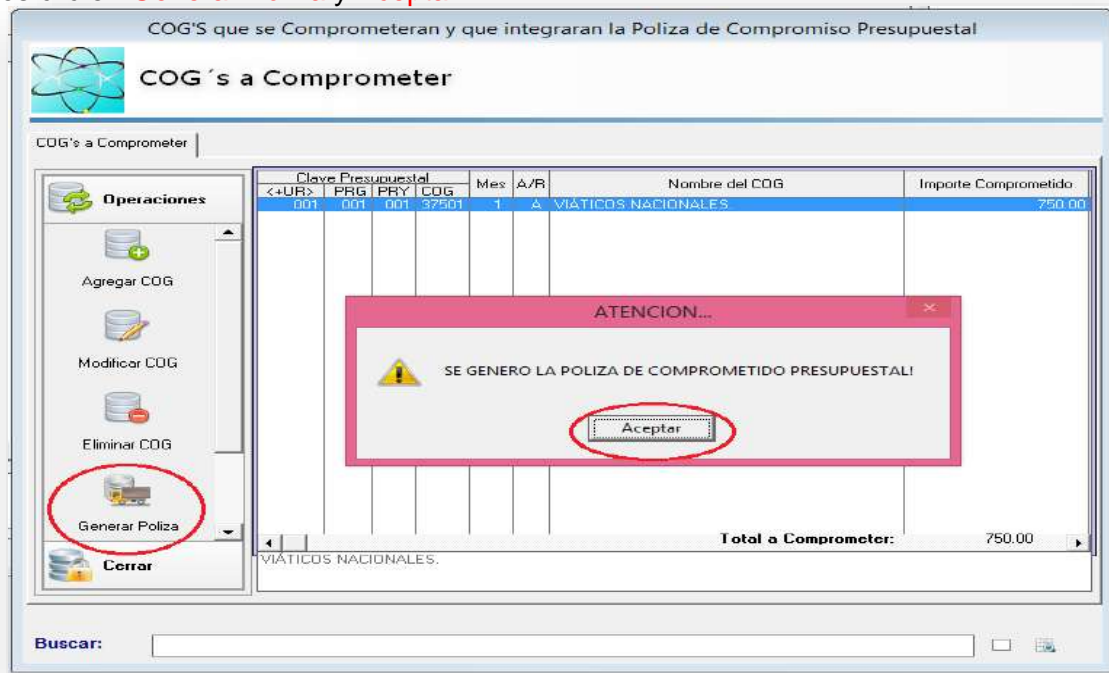 COG'S que se Comprometeran y que integraran la Poliza de Compromiso Presupuestal
COG´s a Comprometer
COG's a Comprometer
Operaciones
Agregar COG
Modificar COG
Eliminar COG
Generar Poliza
Cerrar
Clave Presupuestal
<+UR> PRG PRY COG Mes A/R Nombre del COG Importe Comprometido
001 001 001 37501 1 A VIÁTICOS NACIONALES. 750.00
ATENCION...
SE GENERO LA POLIZA DE COMPROMETIDO PRESUPUESTAL!
Aceptar
Total a Comprometer: 750.00
VIÁTICOS NACIONALES.
Buscar: